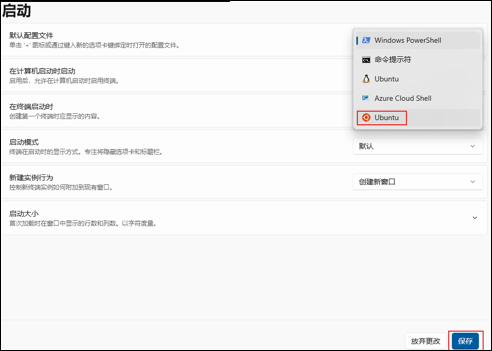 启动
默认配置文件
单击 '+' 图标或通过键入新的选项卡键绑定时打开的配置文件。
Windows PowerShell
命令提示符
Ubuntu
Azure Cloud Shell
Ubuntu
在计算机启动时启动
启用后,允许在计算机启动时启用终端。
在终端启动时
创建第一个终端时应显示的内容。
启动模式
终端在启动时的显示方式。专注将隐藏选项卡和标题栏。
默认
新建实例行为
控制新终端实例如何附加到现有窗口。
创建新窗口
启动大小
首次加载时在窗口中显示的行数和列数。以字符度量。
放弃更改
保存